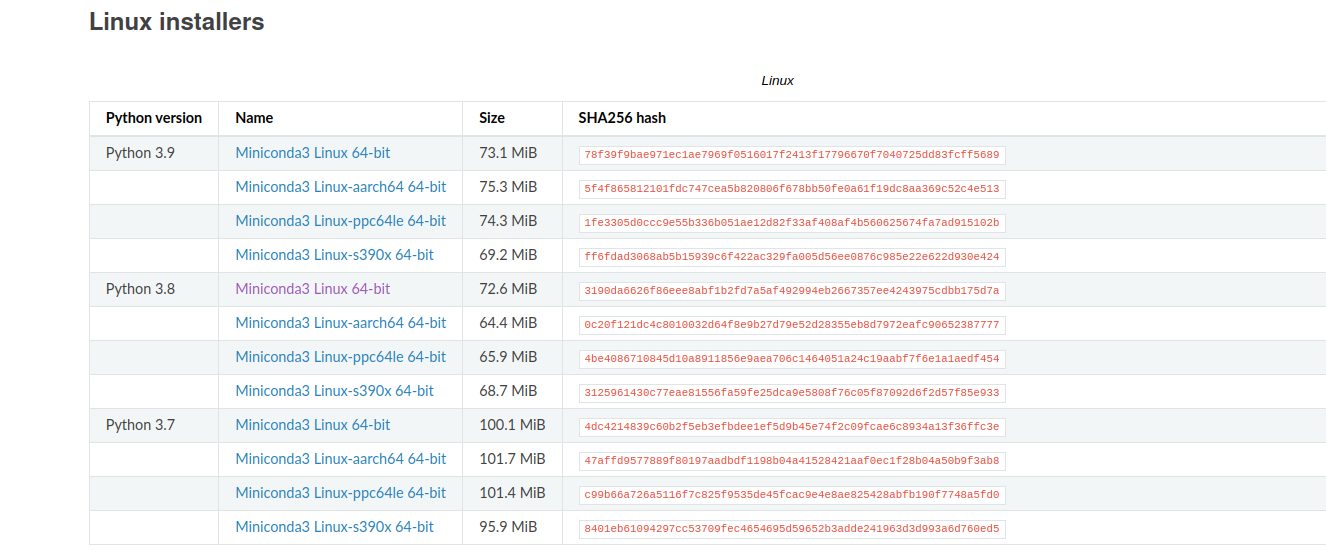 Linux installers
Linux
Python version Name Size SHA256 hash
Python 3.9 Miniconda3 Linux 64-bit 73.1 MiB 78f39f9bae971ec1ae7969f0516017f2413f17796670f7040725dd83fcff5689
Miniconda3 Linux-aarch64 64-bit 75.3 MiB 5f4f865812101fdc747cea5b820806f678bb50fe0a61f19dc8aa369c52c4e513
Miniconda3 Linux-ppc64le 64-bit 74.3 MiB 1fe3305d0ccc9e55b336b051ae12d82f33af408af4b560625674fa7ad915102b
Miniconda3 Linux-s390x 64-bit 69.2 MiB ff6fdad3068ab5b15939c6f422ac329fa005d56ee0876c985e22e622d930e424
Python 3.8 Miniconda3 Linux 64-bit 72.6 MiB 3190da6626f86eee8abf1b2fd7a5af492994eb2667357ee4243975cdbb175d7a
Miniconda3 Linux-aarch64 64-bit 64.4 MiB 0c20f121dc4c8010032d64f8e9b27d79e52d28355eb8d7972eafc90652387777
Miniconda3 Linux-ppc64le 64-bit 65.9 MiB 4be4086710845d10a8911856e9aea706c1464051a24c19aabf7f6e1a1aedf454
Miniconda3 Linux-s390x 64-bit 68.7 MiB 3125961430c77eae81556fa59fe25dca9e5808f76c05f87092d6f2d57f85e933
Python 3.7 Miniconda3 Linux 64-bit 100.1 MiB 4dc4214839c60b2f5eb3efbdee1ef5d9b45e74f2c09fcae6c8934a13f36ffc3e
Miniconda3 Linux-aarch64 64-bit 101.7 MiB 47affd9577889f80197aadbdf1198b04a41528421aaf0ec1f28b04a50b9f3ab8
Miniconda3 Linux-ppc64le 64-bit 101.4 MiB c99b66a726a5116f7c825f9535de45fcac9e4e8ae825428abfb190f7748a5fd0
Miniconda3 Linux-s390x 64-bit 95.9 MiB 8401eb61094297cc53709fec4654695d59652b3adde241963d3d993a6d760ed5